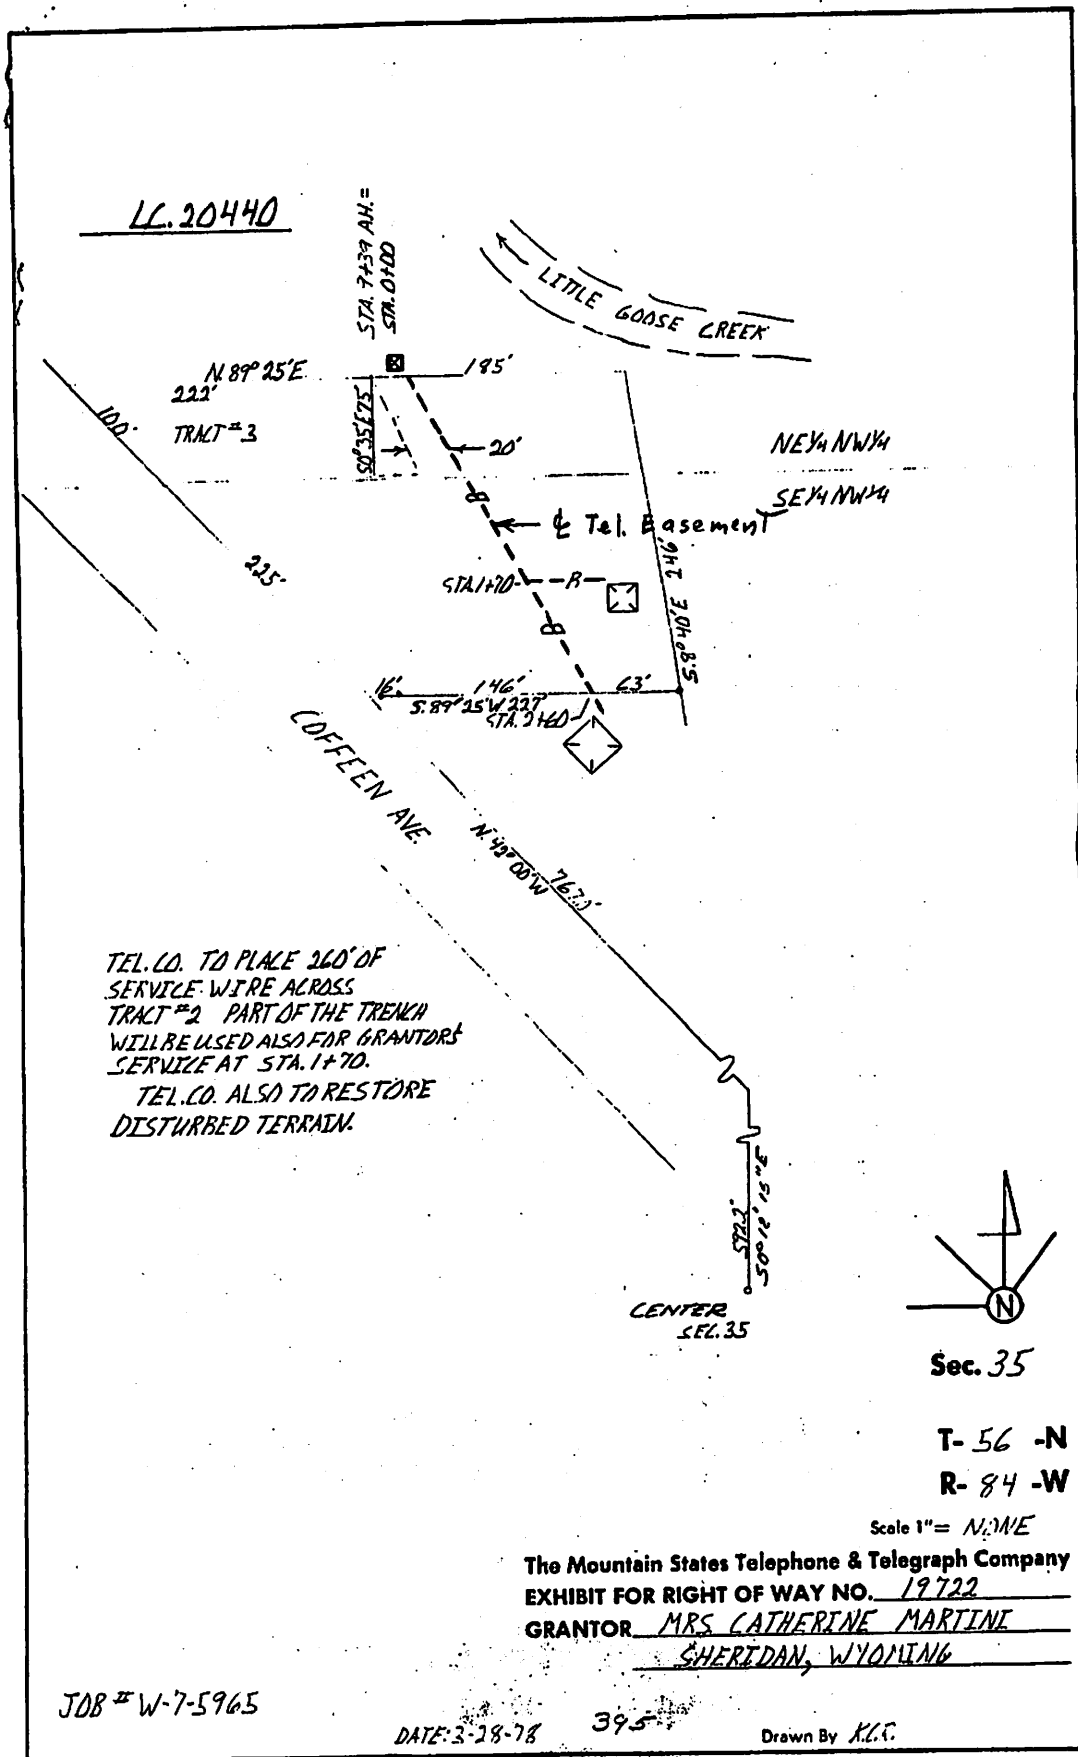 LC. 20440
STA. 7+39 AH. =
STA. 0+00
LITTLE GOOSE CREEK
N. 89° 25' E
222'
195'
TRACT #3
100'
S0°35'E 75'
20'
NE¼ NW¼
SE¼ NW¼
℄ Tel. Easement
225'
STA. 1+70
R
S. 8° 40' E 246'
16'
146'
63'
S. 89° 25' W 227'
STA. 2+60
COFFEEN AVE.
N. 42° 00' W
767.0'
TEL. CO. TO PLACE 260' OF
SERVICE WIRE ACROSS
TRACT #2 PART OF THE TRENCH
WILL BE USED ALSO FOR GRANTORS
SERVICE AT STA. 1+70.
TEL. CO. ALSO TO RESTORE
DISTURBED TERRAIN.
592.2'
S0° 12' 15" E
CENTER
SEC. 35
N
Sec. 35
T- 56 -N
R- 84 -W
Scale 1"= NONE
The Mountain States Telephone & Telegraph Company
EXHIBIT FOR RIGHT OF WAY NO. 19722
GRANTOR MRS. CATHERINE MARTINI
SHERIDAN, WYOMING
JOB # W-7-5965
DATE: 3-28-78
395
Drawn By